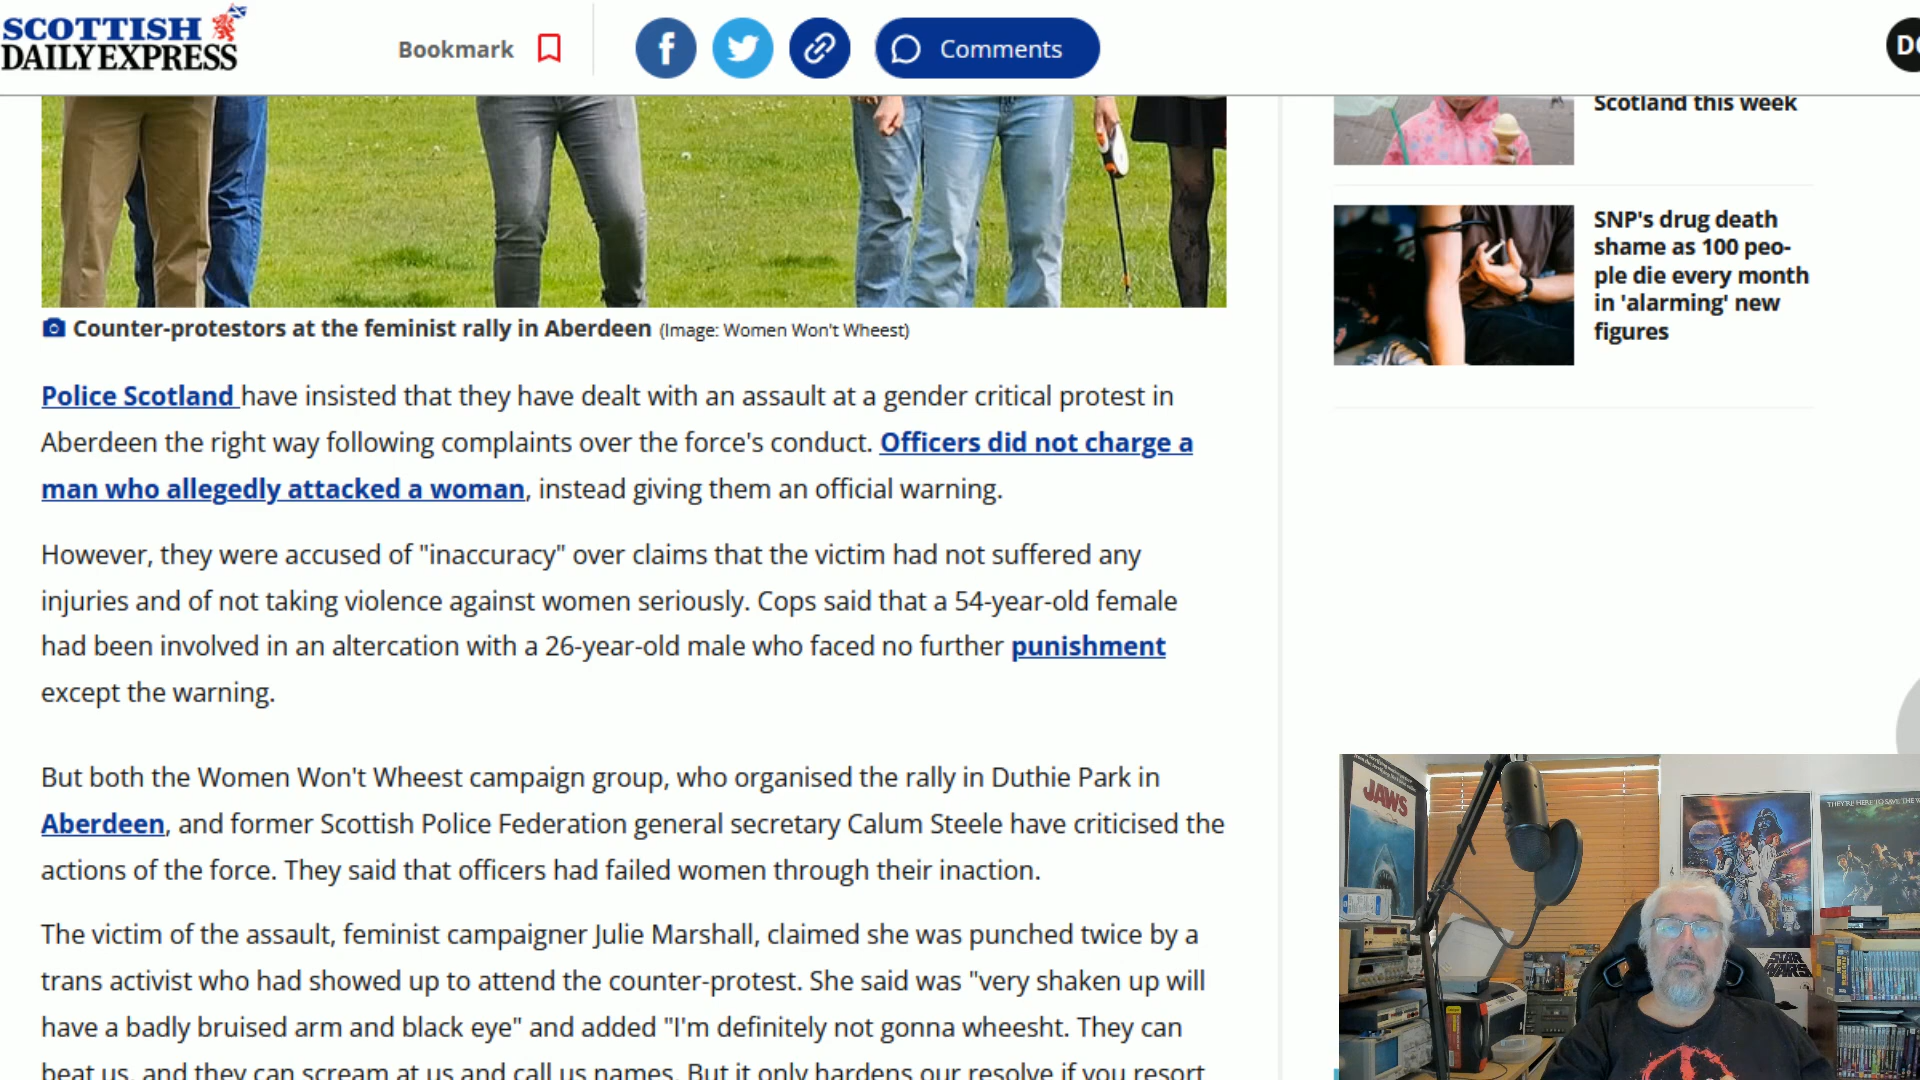 SCOTTISH
DAILY EXPRESS
Bookmark
Comments
Scotland this week
SNP's drug death
shame as 100 peo-
ple die every month
in 'alarming' new
figures
Counter-protestors at the feminist rally in Aberdeen (Image: Women Won't Wheest)
Police Scotland have insisted that they have dealt with an assault at a gender critical protest in
Aberdeen the right way following complaints over the force's conduct. Officers did not charge a
man who allegedly attacked a woman, instead giving them an official warning.
However, they were accused of "inaccuracy" over claims that the victim had not suffered any
injuries and of not taking violence against women seriously. Cops said that a 54-year-old female
had been involved in an altercation with a 26-year-old male who faced no further punishment
except the warning.
But both the Women Won't Wheest campaign group, who organised the rally in Duthie Park in
Aberdeen, and former Scottish Police Federation general secretary Calum Steele have criticised the
actions of the force. They said that officers had failed women through their inaction.
The victim of the assault, feminist campaigner Julie Marshall, claimed she was punched twice by a
trans activist who had showed up to attend the counter-protest. She said was "very shaken up will
have a badly bruised arm and black eye" and added "I'm definitely not gonna wheesht. They can
beat us, and they can scream at us and call us names. But it only hardens our resolve if you resort
JAWS
THEY'RE HERE TO SAVE THE W
STAR
WARS